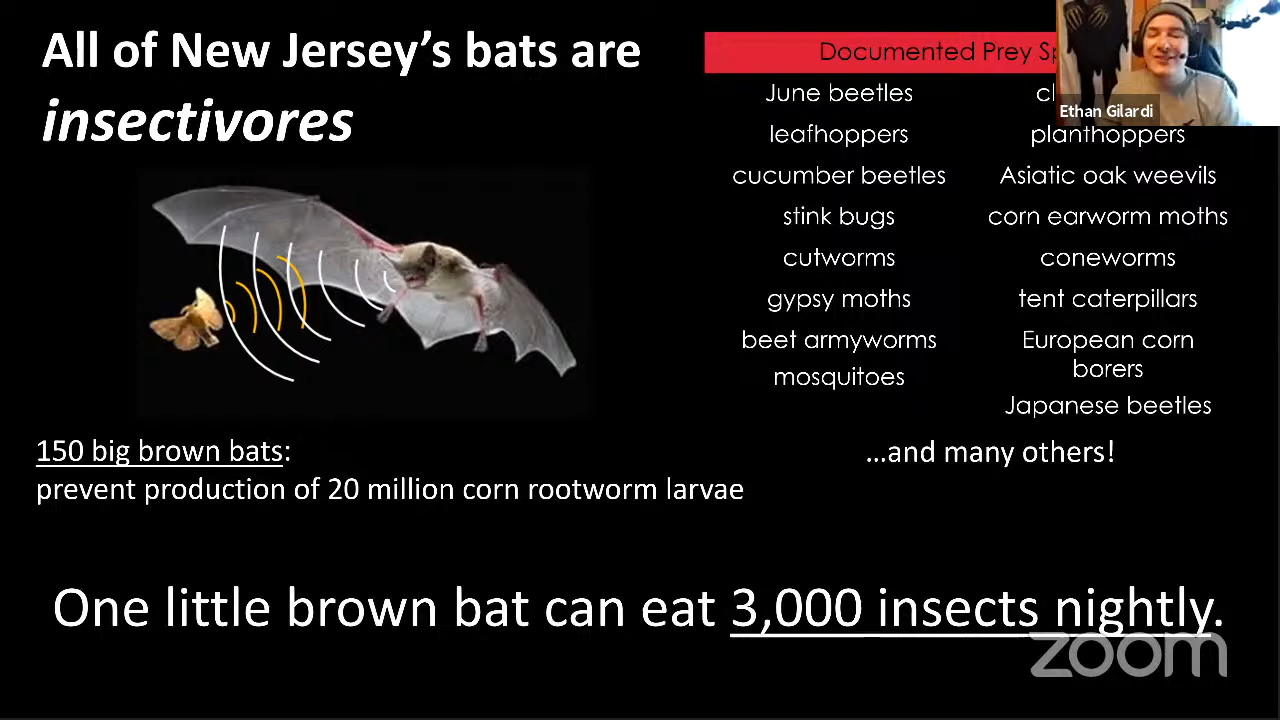 All of New Jersey's bats are
insectivores
Documented Prey
Ethan Gilardi
June beetles
leafhoppers
planthoppers
cucumber beetles
Asiatic oak weevils
stink bugs
corn earworm moths
cutworms
coneworms
gypsy moths
tent caterpillars
beet armyworms
European corn
borers
mosquitoes
Japanese beetles
150 big brown bats:
prevent production of 20 million corn rootworm larvae
...and many others!
One little brown bat can eat 3,000 insects nightly.
zoom